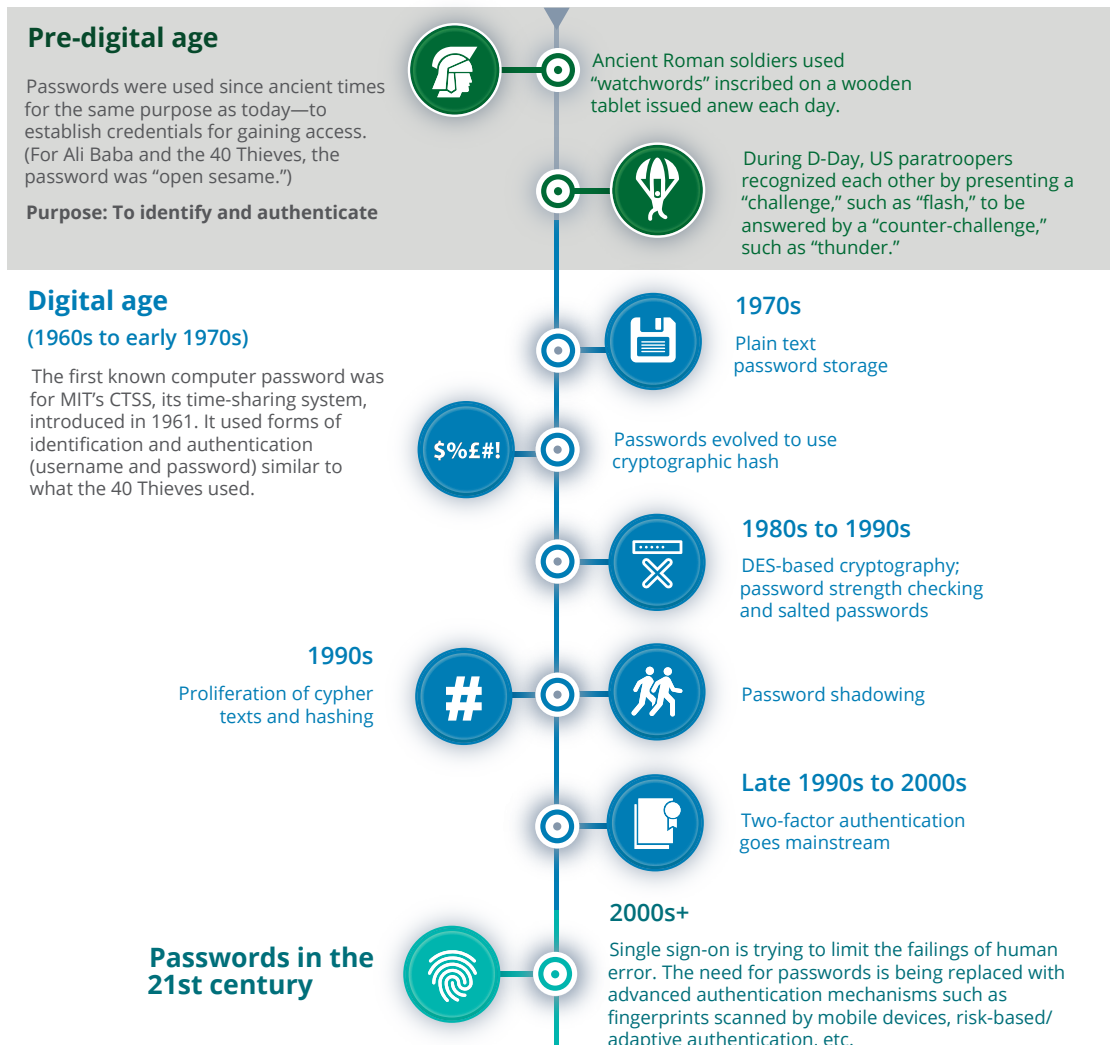 Pre-digital age
Passwords were used since ancient times
for the same purpose as today—to
establish credentials for gaining access.
(For Ali Baba and the 40 Thieves, the
password was “open sesame.”)
Purpose: To identify and authenticate
Ancient Roman soldiers used
“watchwords” inscribed on a wooden
tablet issued anew each day.
During D-Day, US paratroopers
recognized each other by presenting a
“challenge,” such as “flash,” to be
answered by a “counter-challenge,”
such as “thunder.”
Digital age
(1960s to early 1970s)
The first known computer password was
for MIT’s CTSS, its time-sharing system,
introduced in 1961. It used forms of
identification and authentication
(username and password) similar to
what the 40 Thieves used.
1970s
Plain text
password storage
$%£#!
Passwords evolved to use
cryptographic hash
1980s to 1990s
DES-based cryptography;
password strength checking
and salted passwords
1990s
Proliferation of cypher
texts and hashing
#
Password shadowing
Late 1990s to 2000s
Two-factor authentication
goes mainstream
Passwords in the
21st century
2000s+
Single sign-on is trying to limit the failings of human
error. The need for passwords is being replaced with
advanced authentication mechanisms such as
fingerprints scanned by mobile devices, risk-based/
adaptive authentication, etc.